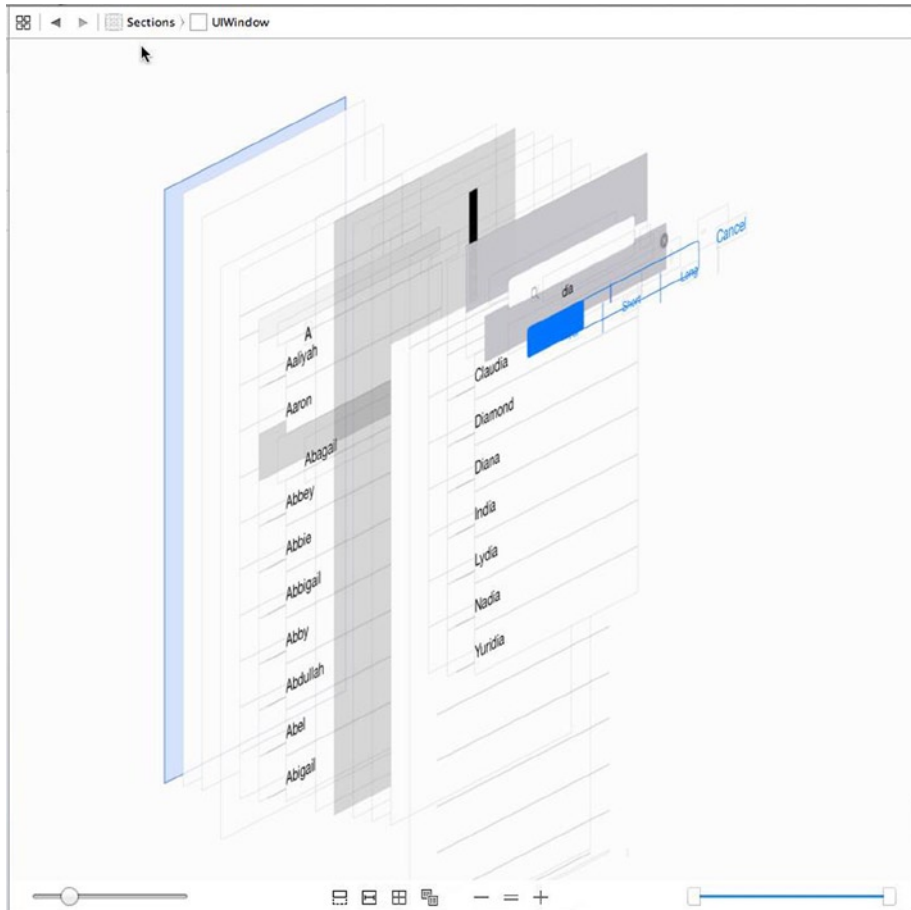 Sections UIWindow
Cancel
Long
dia
Short
A
Aaliyah
Aaron
Abagail
Abbey
Abbie
Abbigail
Abby
Abdullah
Abel
Abigail
Claudia
Diamond
Diana
India
Lydia
Nadia
Yuridia